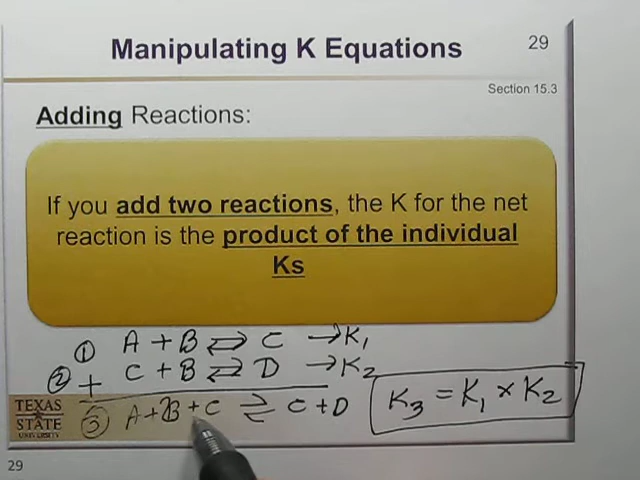 Manipulating K Equations
29
Section 15.3
Adding Reactions:
If you add two reactions, the K for the net
reaction is the product of the individual
Ks
① A + B ⇌ C → K₁
② + C + B ⇌ D → K₂
③ A + 2B + C ⇌ C + D
K₃ = K₁ × K₂
TEXAS
STATE
UNIVERSITY
29